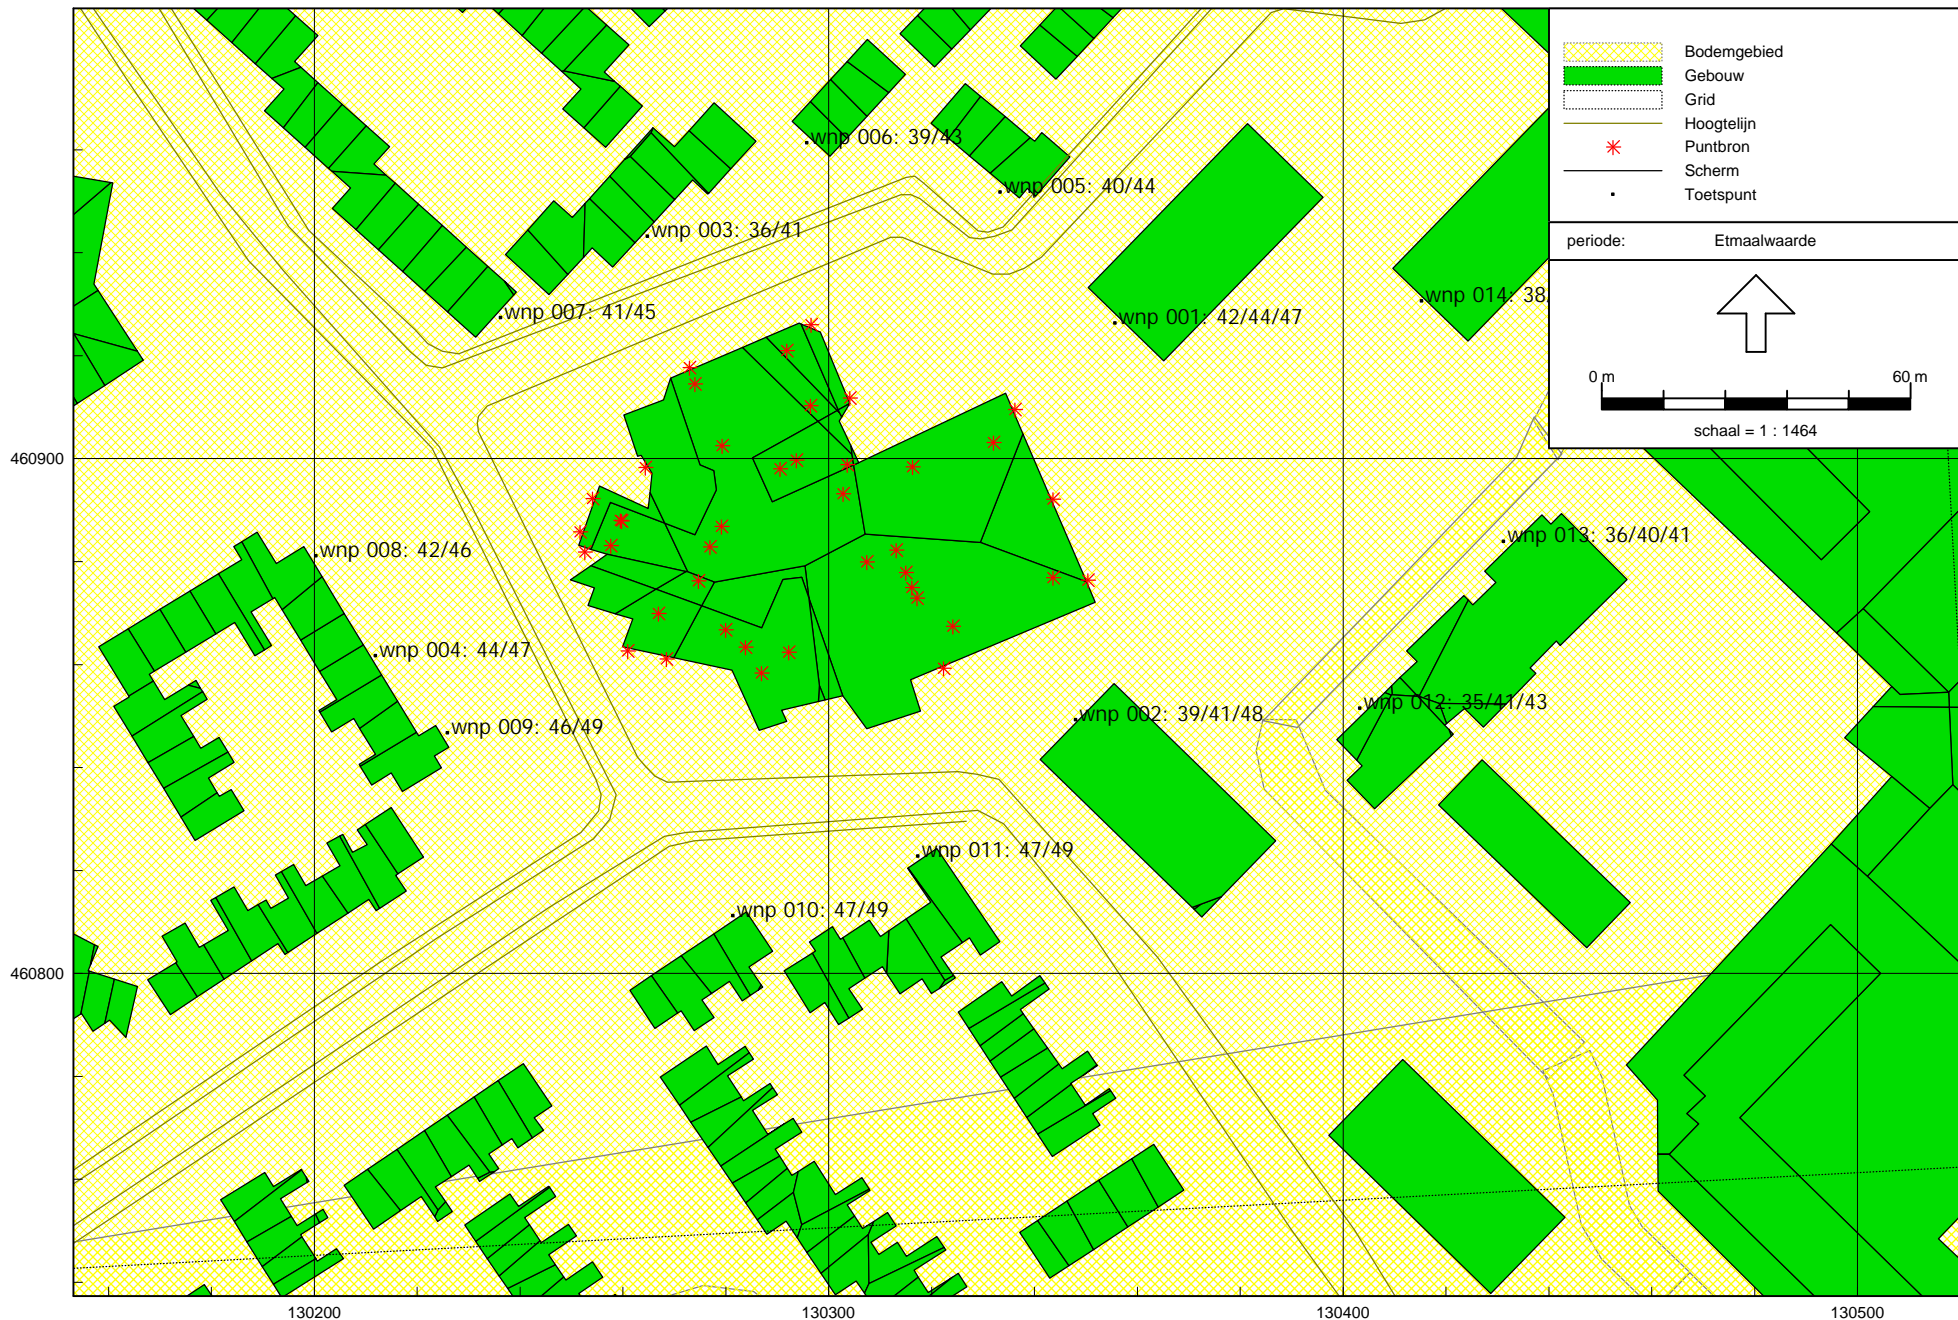 Bodemgebied
Gebouw
Grid
Hoogtelijn
Puntbron
Scherm
Toetspunt
periode: Etmaalwaarde
0 m 60 m
schaal = 1 : 1464
wnp 006: 39/43
wnp 005: 40/44
wnp 003: 36/41
wnp 007: 41/45
wnp 001: 42/44/47
wnp 014: 38/
460900
wnp 008: 42/46
wnp 013: 36/40/41
wnp 004: 44/47
wnp 009: 46/49
wnp 002: 39/41/48
wnp 012: 35/41/43
wnp 011: 47/49
wnp 010: 47/49
460800
130200 130300 130400 130500